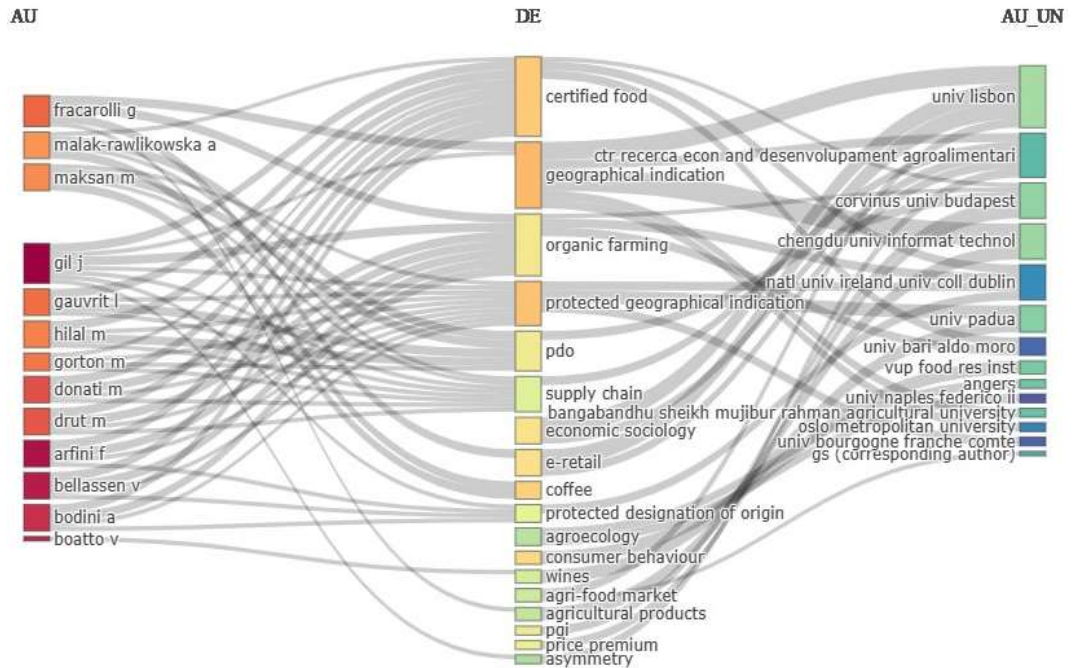 AU
DE
AU_UN
fracarolli g
malak-rawlikowska a
maksan m
gil j
gauvrit l
hilal m
gorton m
donati m
drut m
arfini f
bellassen v
bodini a
boatto v
certified food
geographical indication
organic farming
protected geographical indication
pdo
supply chain
economic sociology
e-retail
coffee
protected designation of origin
agroecology
consumer behaviour
wines
agri-food market
agricultural products
pgi
price premium
asymmetry
univ lisbon
ctr recerca econ and desenvolupament agroalimentari
corvinus univ budapest
chengdu univ informat technol
natl univ ireland univ coll dublin
univ padua
univ bari aldo moro
vup food res inst
angers
univ naples federico ii
bangabandhu sheikh mujibur rahman agricultural university
oslo metropolitan university
univ bourgogne franche comte
gs (corresponding author)